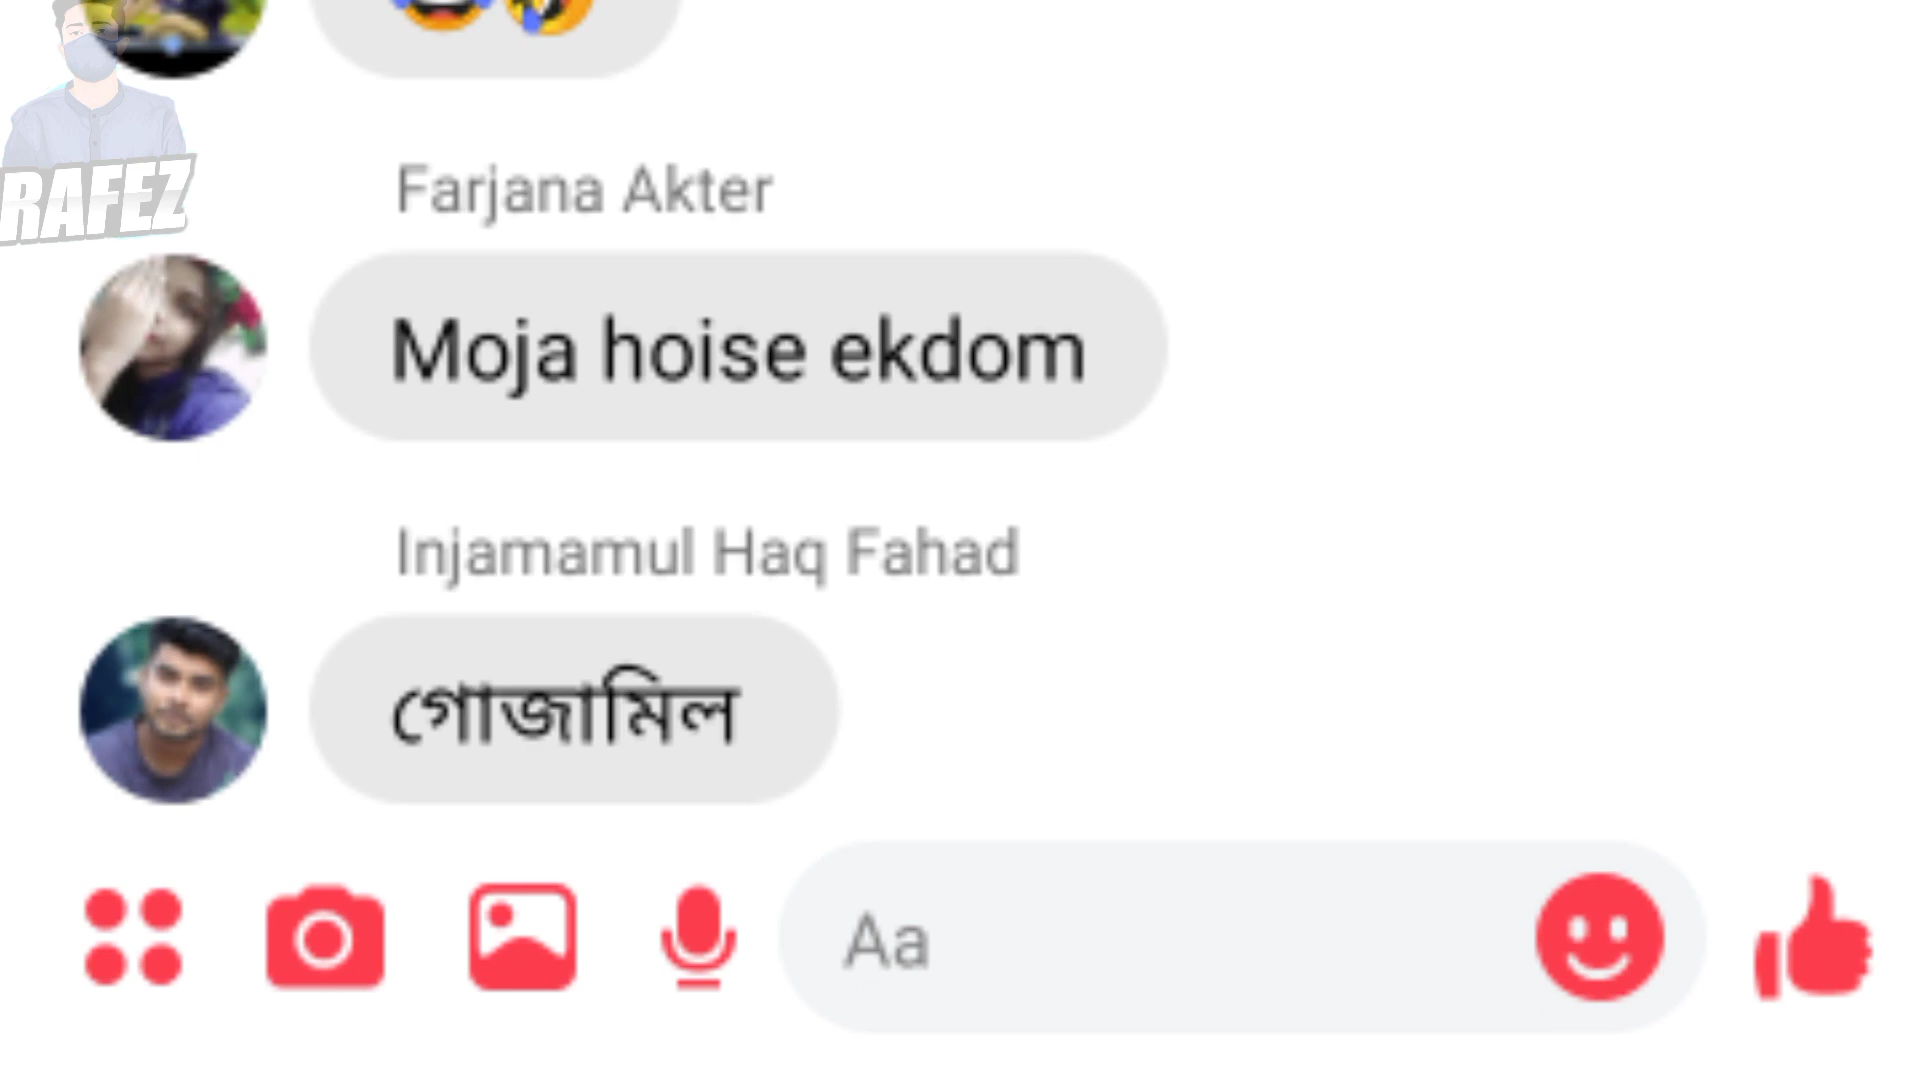 RAFEZ
Farjana Akter
Moja hoise ekdom
Injamamul Haq Fahad
গোজামিল
Aa